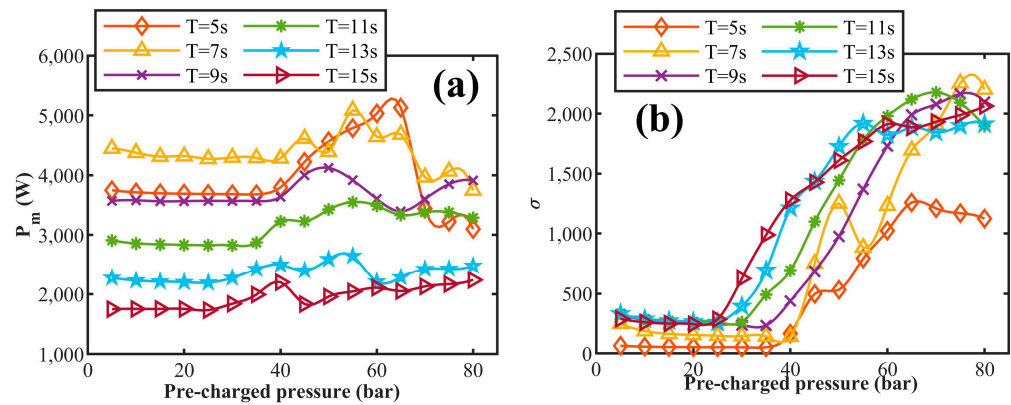 T=5s T=11s
T=7s T=13s
T=9s T=15s
(a)
6,000
5,000
4,000
3,000
2,000
1,000
P_m (W)
0 20 40 60 80
Pre-charged pressure (bar)
T=5s T=11s
T=7s T=13s
T=9s T=15s
(b)
2,500
2,000
1,500
1,000
500
0
σ
0 20 40 60 80
Pre-charged pressure (bar)